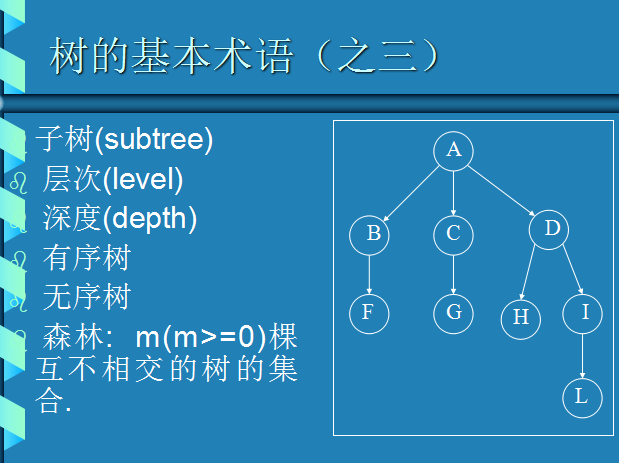 树的基本术语（之三）
子树(subtree)
层次(level)
深度(depth)
有序树
无序树
森林：m(m>=0)棵
互不相交的树的集
合.
A
B C D
F G H I
L